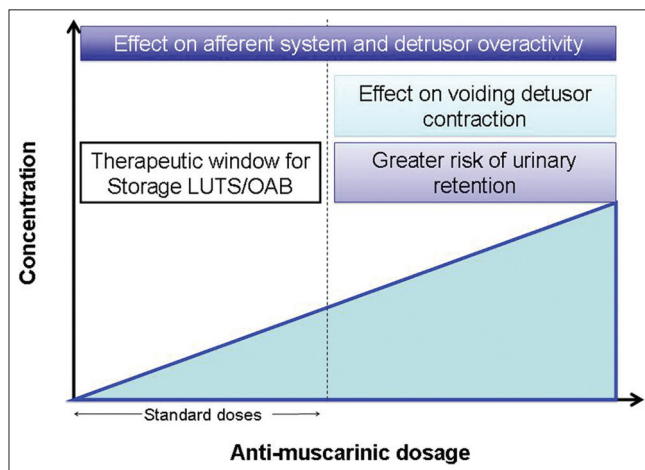 Effect on afferent system and detrusor overactivity
Effect on voiding detusor
contraction
Therapeutic window for
Storage LUTS/OAB
Greater risk of urinary
retention
Concentration
Standard doses
Anti-muscarinic dosage